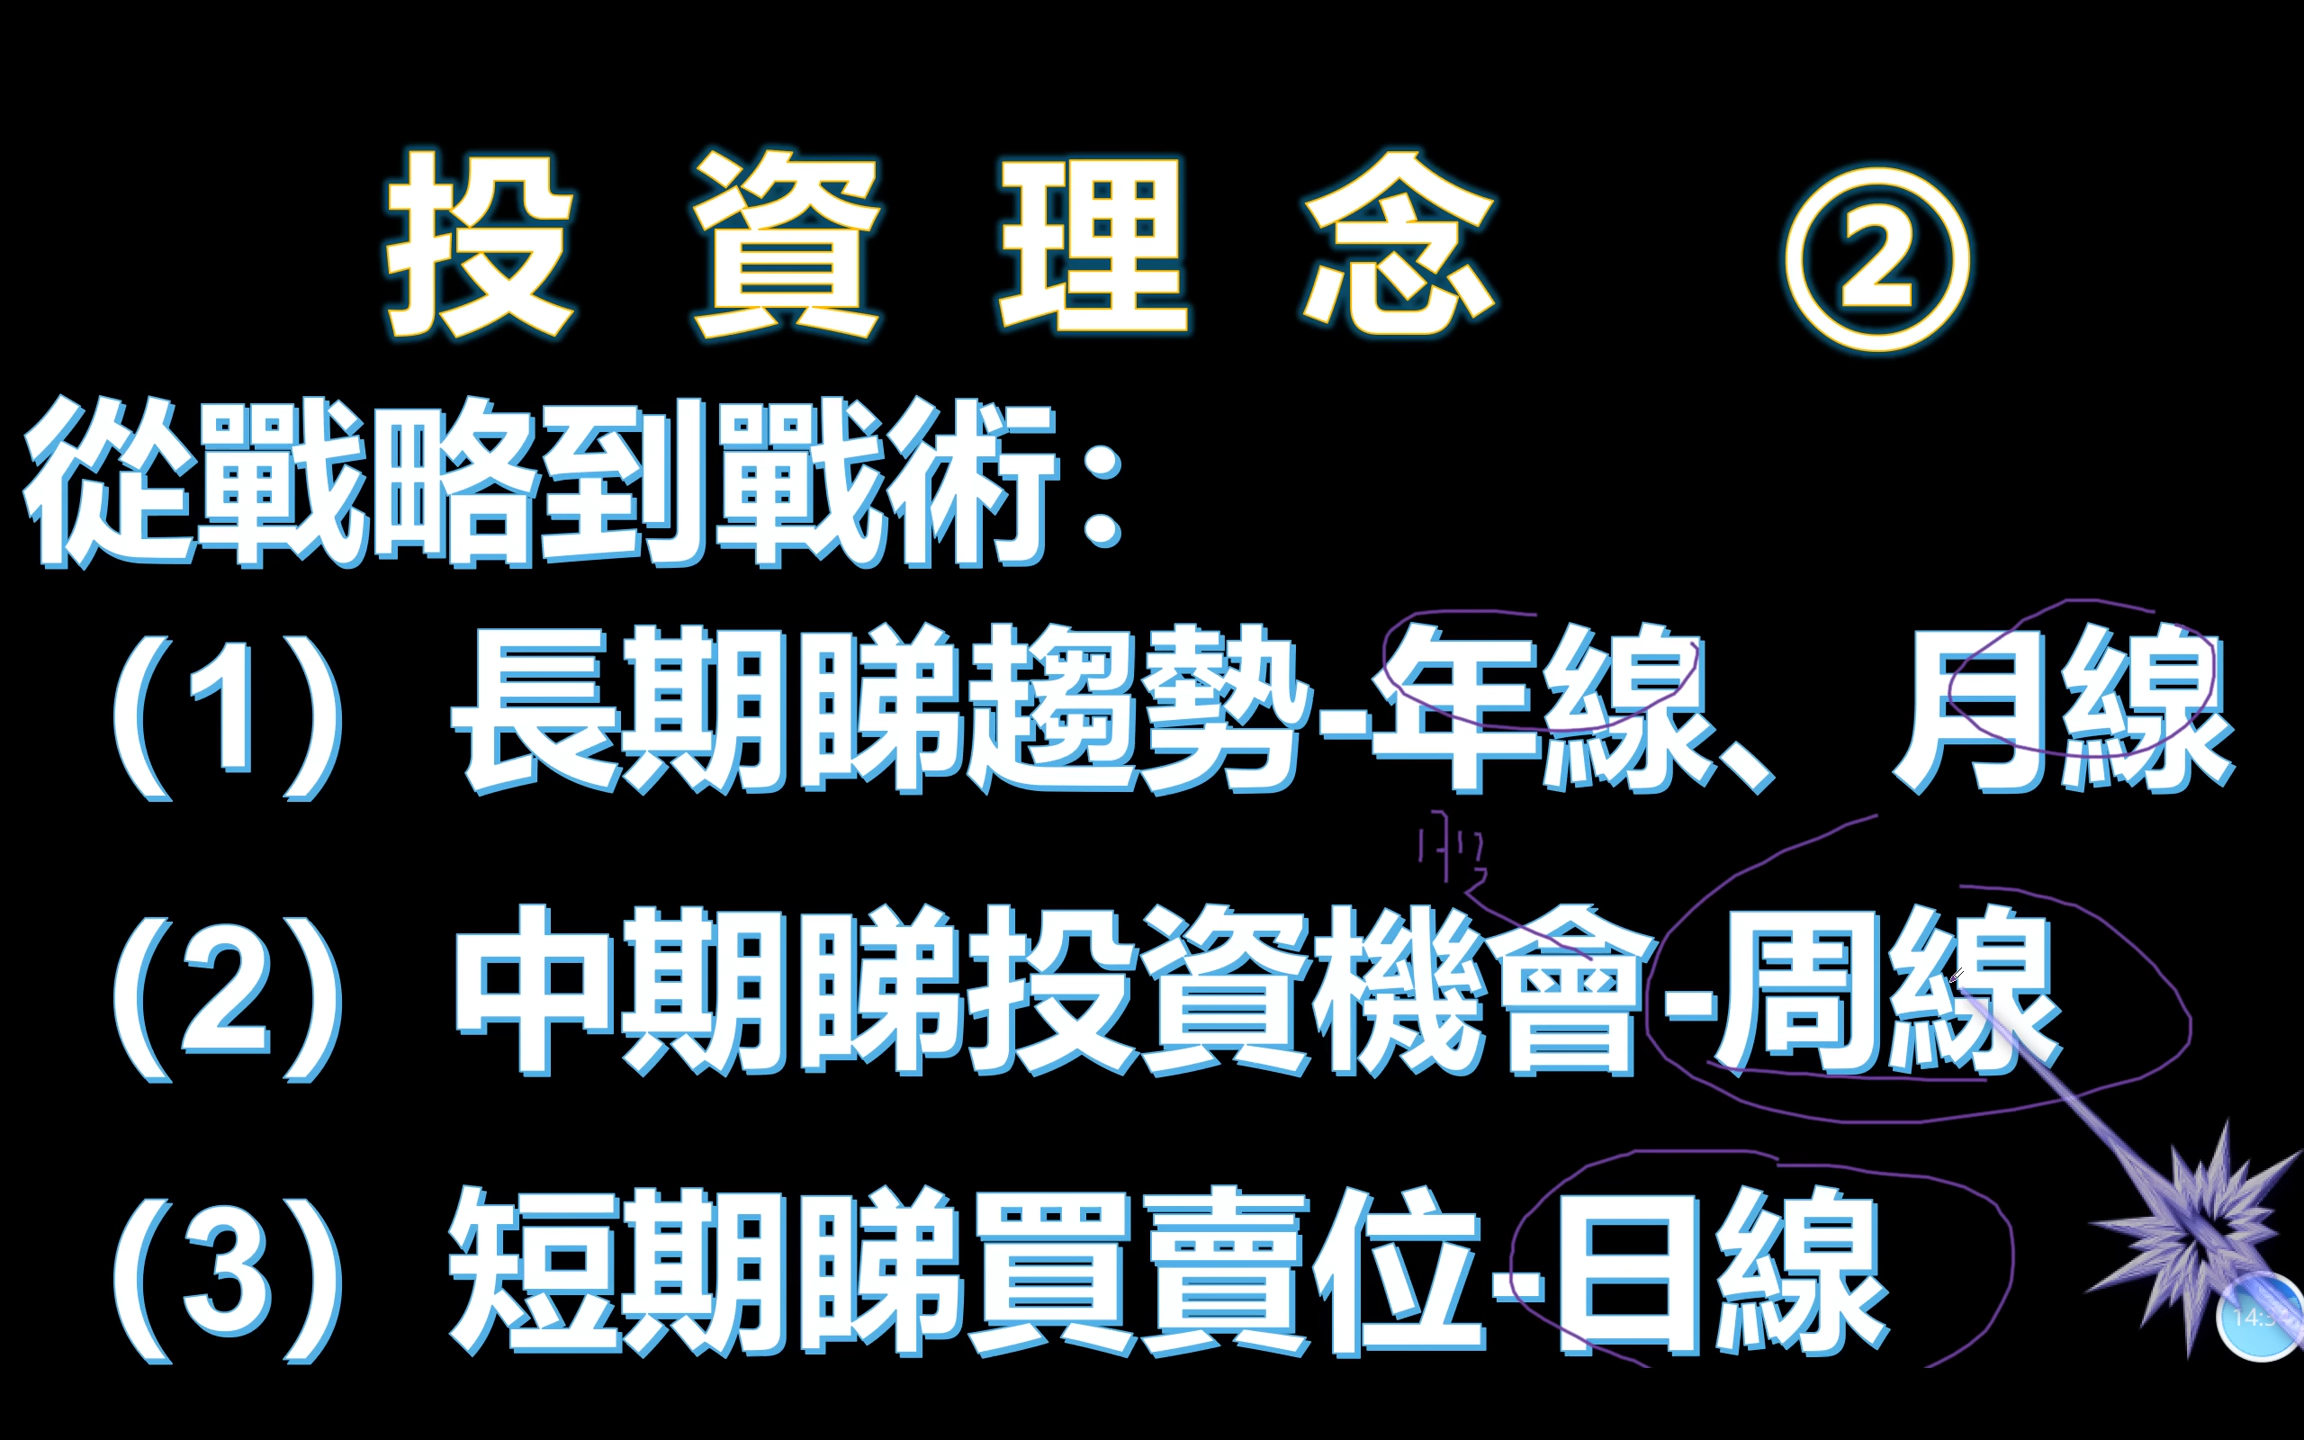 投資理念 ②
從戰略到戰術：
(1) 長期睇趨勢-年線、月線
(2) 中期睇投資機會-周線
(3) 短期睇買賣位-日線